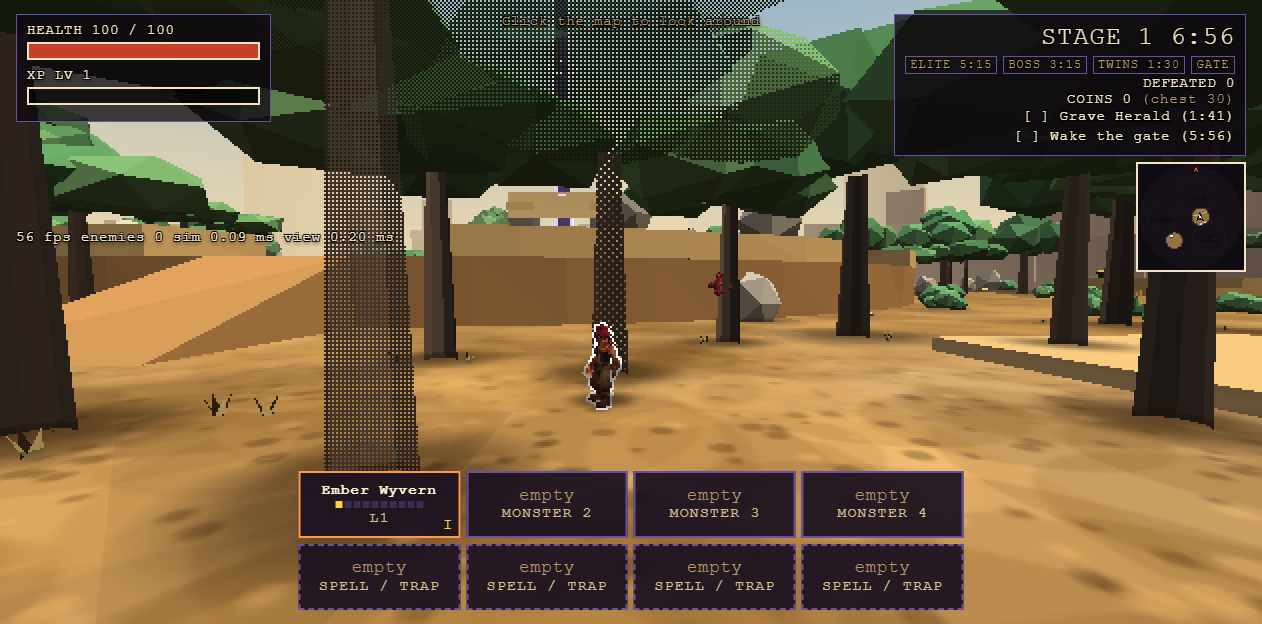 Click the map to look around
HEALTH 100 / 100
XP LV 1
STAGE 1 6:56
ELITE 5:15 BOSS 3:15 TWINS 1:30 GATE
DEFEATED 0
COINS 0 (chest 30)
[ ] Grave Herald (1:41)
[ ] Wake the gate (5:56)
56 fps enemies 0 sim 0.09 ms view 0.20 ms
Ember Wyvern
L1
I
empty
MONSTER 2
empty
MONSTER 3
empty
MONSTER 4
empty
SPELL / TRAP
empty
SPELL / TRAP
empty
SPELL / TRAP
empty
SPELL / TRAP